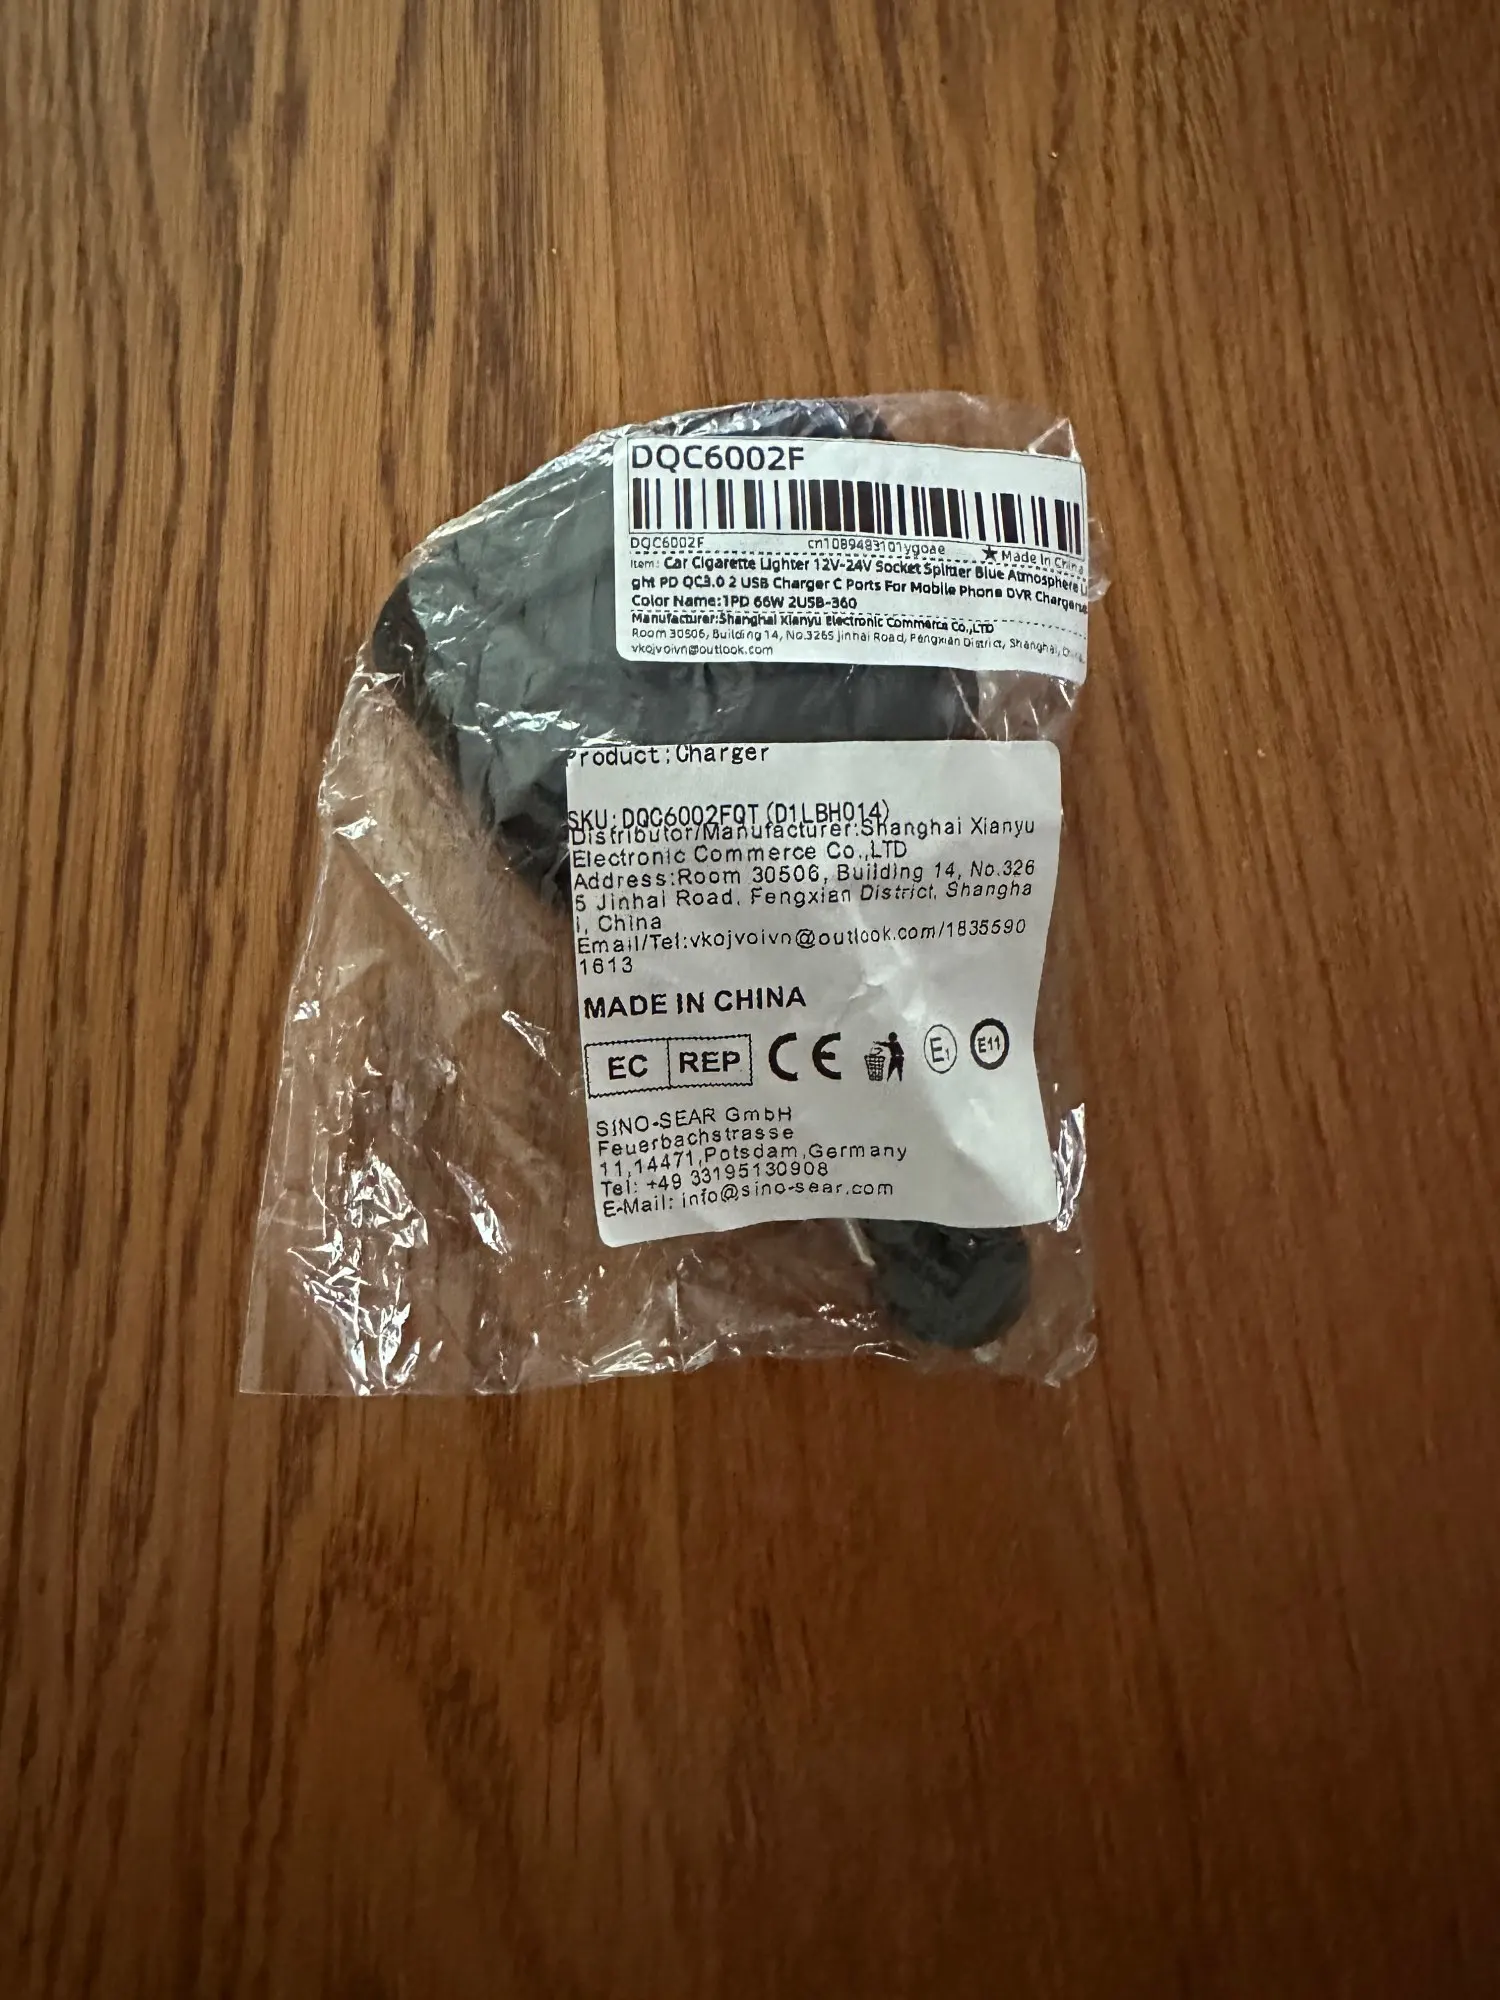 DQC6002F
DQC6002F cn1089483101ygoae ★ Made In China
Item: Car Cigarette Lighter 12V-24V Socket Splitter Blue Atmosphere Li
ght PD QC3.0 2 USB Charger C Ports For Mobile Phone DVR
Color Name:1PD 66W 2USB-360
Manufacturer:Shanghai Xianyu Electronic Commerce Co.,LTD
Room 30506, Building 14, No.3265 Jinhai Road, Fengxian District, Shanghai,
vkojvoivn@outlook.com
Product:Charger
SKU:DQC6002FQT(D1LBH014)
Distributor/Manufacturer:Shanghai Xianyu
Electronic Commerce Co.,LTD
Address:Room 30506, Building 14, No.326
5 Jinhai Road, Fengxian District, Shangha
i, China
Email/Tel:vkojvoivn@outlook.com/1835590
1613
MADE IN CHINA
EC REP CE E1 E11
SINO-SEAR GmbH
Feuerbachstrasse
11,14471,Potsdam,Germany
Tel: +49 33195130908
E-Mail: info@sino-sear.com